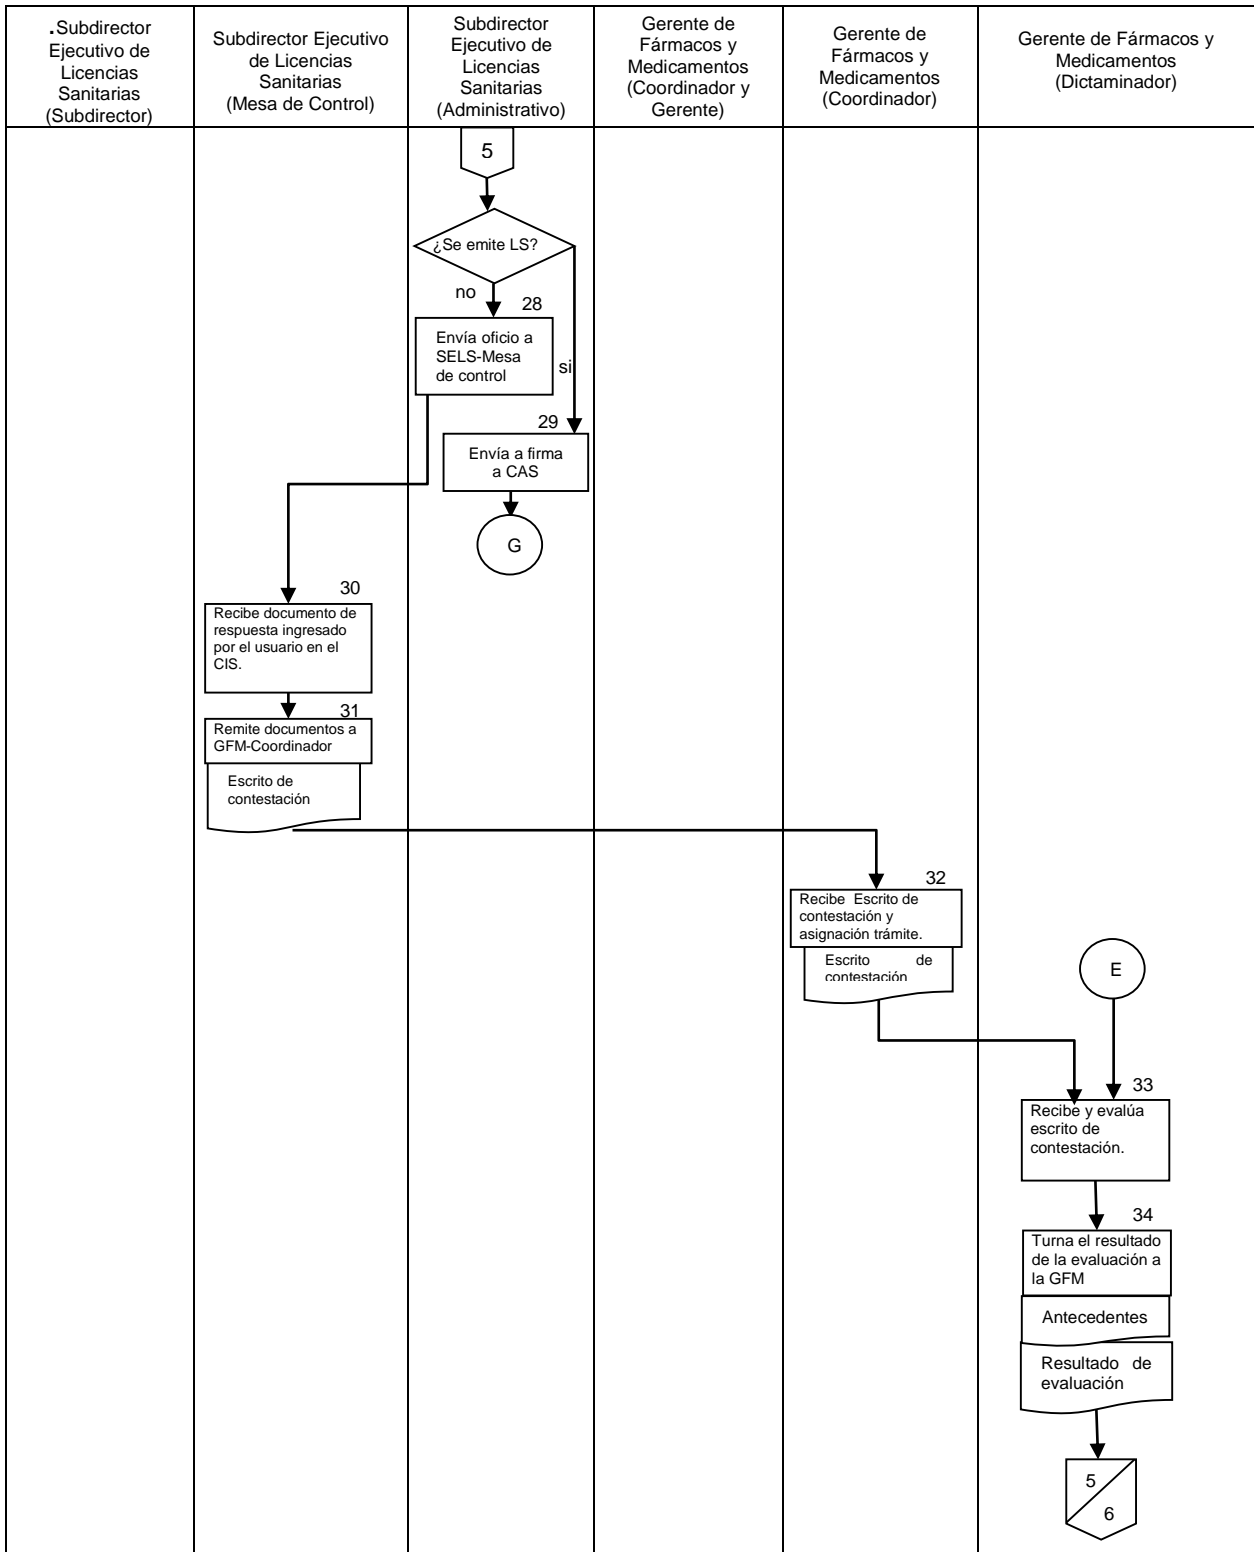 .Subdirector
Ejecutivo de
Licencias
Sanitarias
(Subdirector)
Subdirector Ejecutivo
de Licencias
Sanitarias
(Mesa de Control)
Subdirector
Ejecutivo de
Licencias
Sanitarias
(Administrativo)
Gerente de
Fármacos y
Medicamentos
(Coordinador y
Gerente)
Gerente de
Fármacos y
Medicamentos
(Coordinador)
Gerente de Fármacos y
Medicamentos
(Dictaminador)
5
¿Se emite LS?
no
28
Envía oficio a
SELS-Mesa
de control
si
29
Envía a firma
a CAS
G
30
Recibe documento de
respuesta ingresado
por el usuario en el
CIS.
31
Remite documentos a
GFM-Coordinador
Escrito de
contestación
32
Recibe Escrito de
contestación y
asignación trámite.
Escrito de
contestación
E
33
Recibe y evalúa
escrito de
contestación.
34
Turna el resultado
de la evaluación a
la GFM
Antecedentes
Resultado de
evaluación
5
6